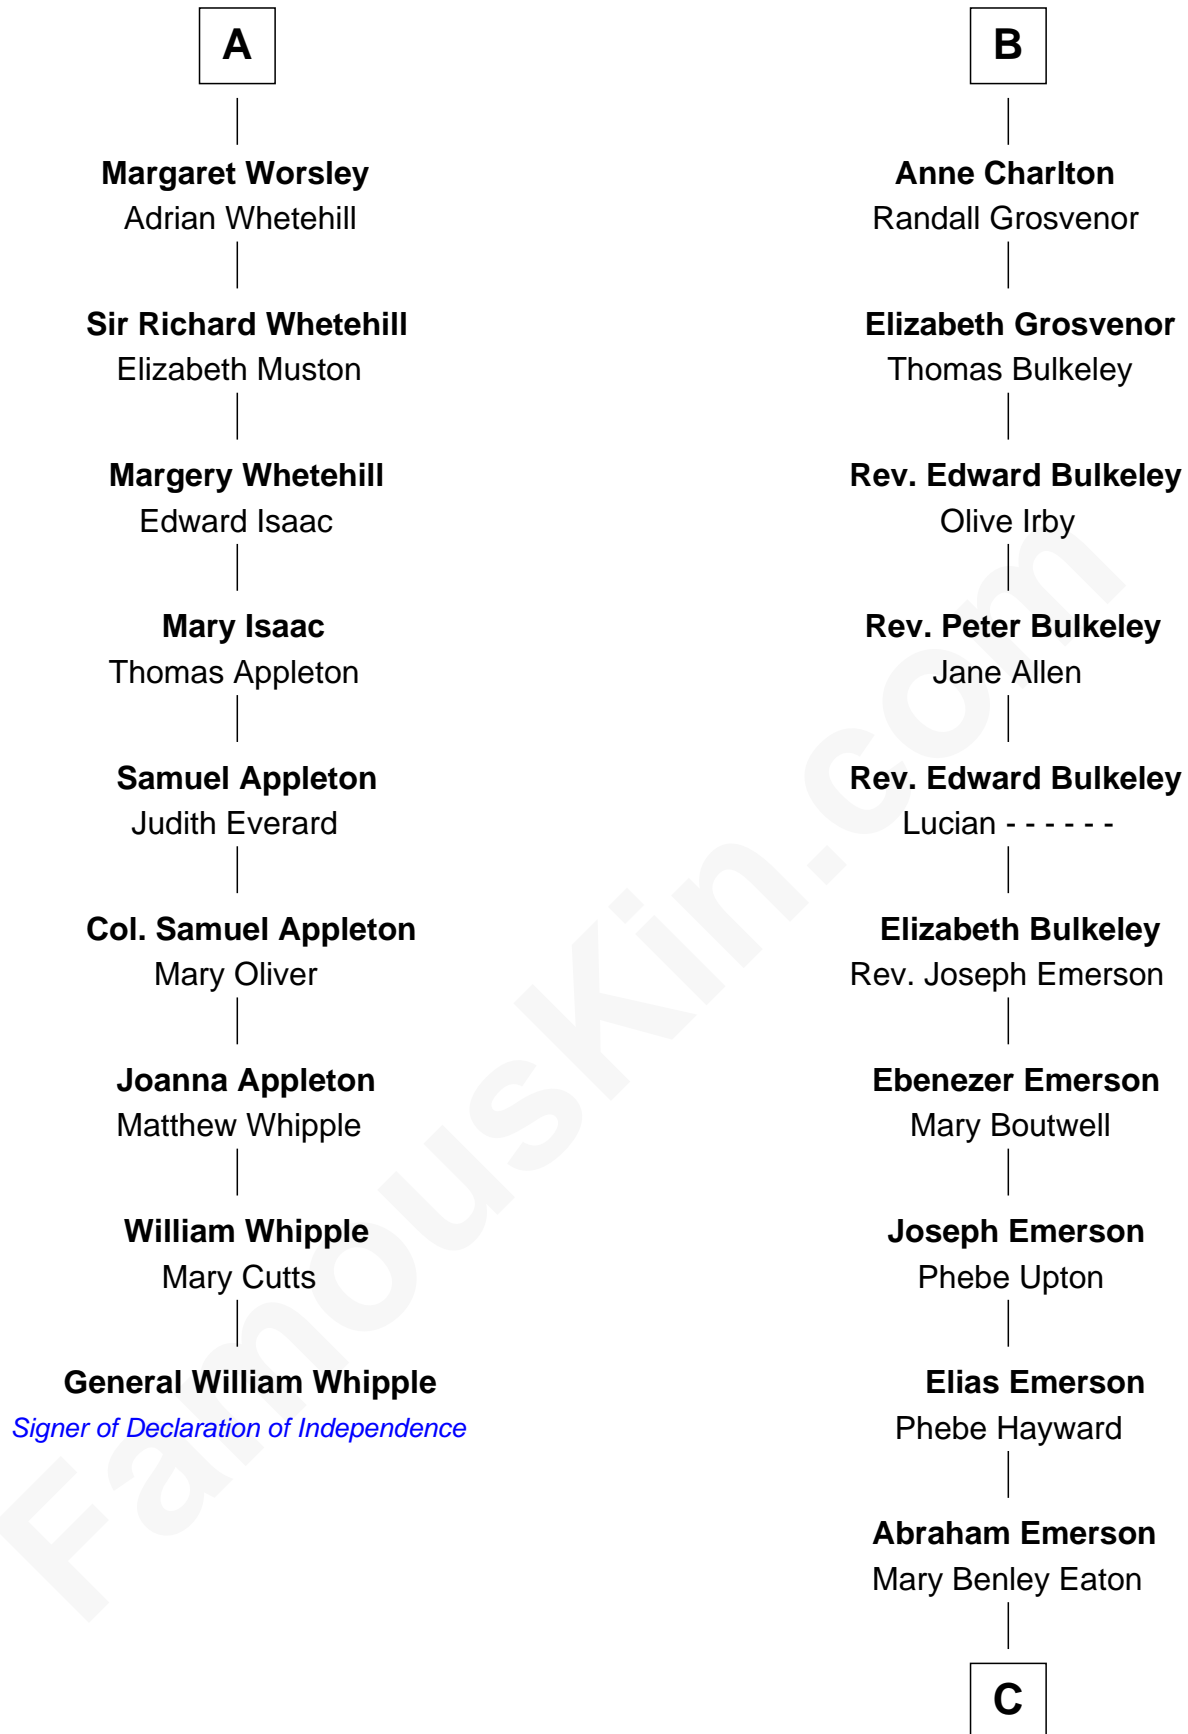 A
Margaret Worsley
Adrian Whetehill
Sir Richard Whetehill
Elizabeth Muston
Margery Whetehill
Edward Isaac
Mary Isaac
Thomas Appleton
Samuel Appleton
Judith Everard
Col. Samuel Appleton
Mary Oliver
Joanna Appleton
Matthew Whipple
William Whipple
Mary Cutts
General William Whipple
Signer of Declaration of Independence
B
Anne Charlton
Randall Grosvenor
Elizabeth Grosvenor
Thomas Bulkeley
Rev. Edward Bulkeley
Olive Irby
Rev. Peter Bulkeley
Jane Allen
Rev. Edward Bulkeley
Lucian - - - - - -
Elizabeth Bulkeley
Rev. Joseph Emerson
Ebenezer Emerson
Mary Boutwell
Joseph Emerson
Phebe Upton
Elias Emerson
Phebe Hayward
Abraham Emerson
Mary Benley Eaton
C
FamousKin.com